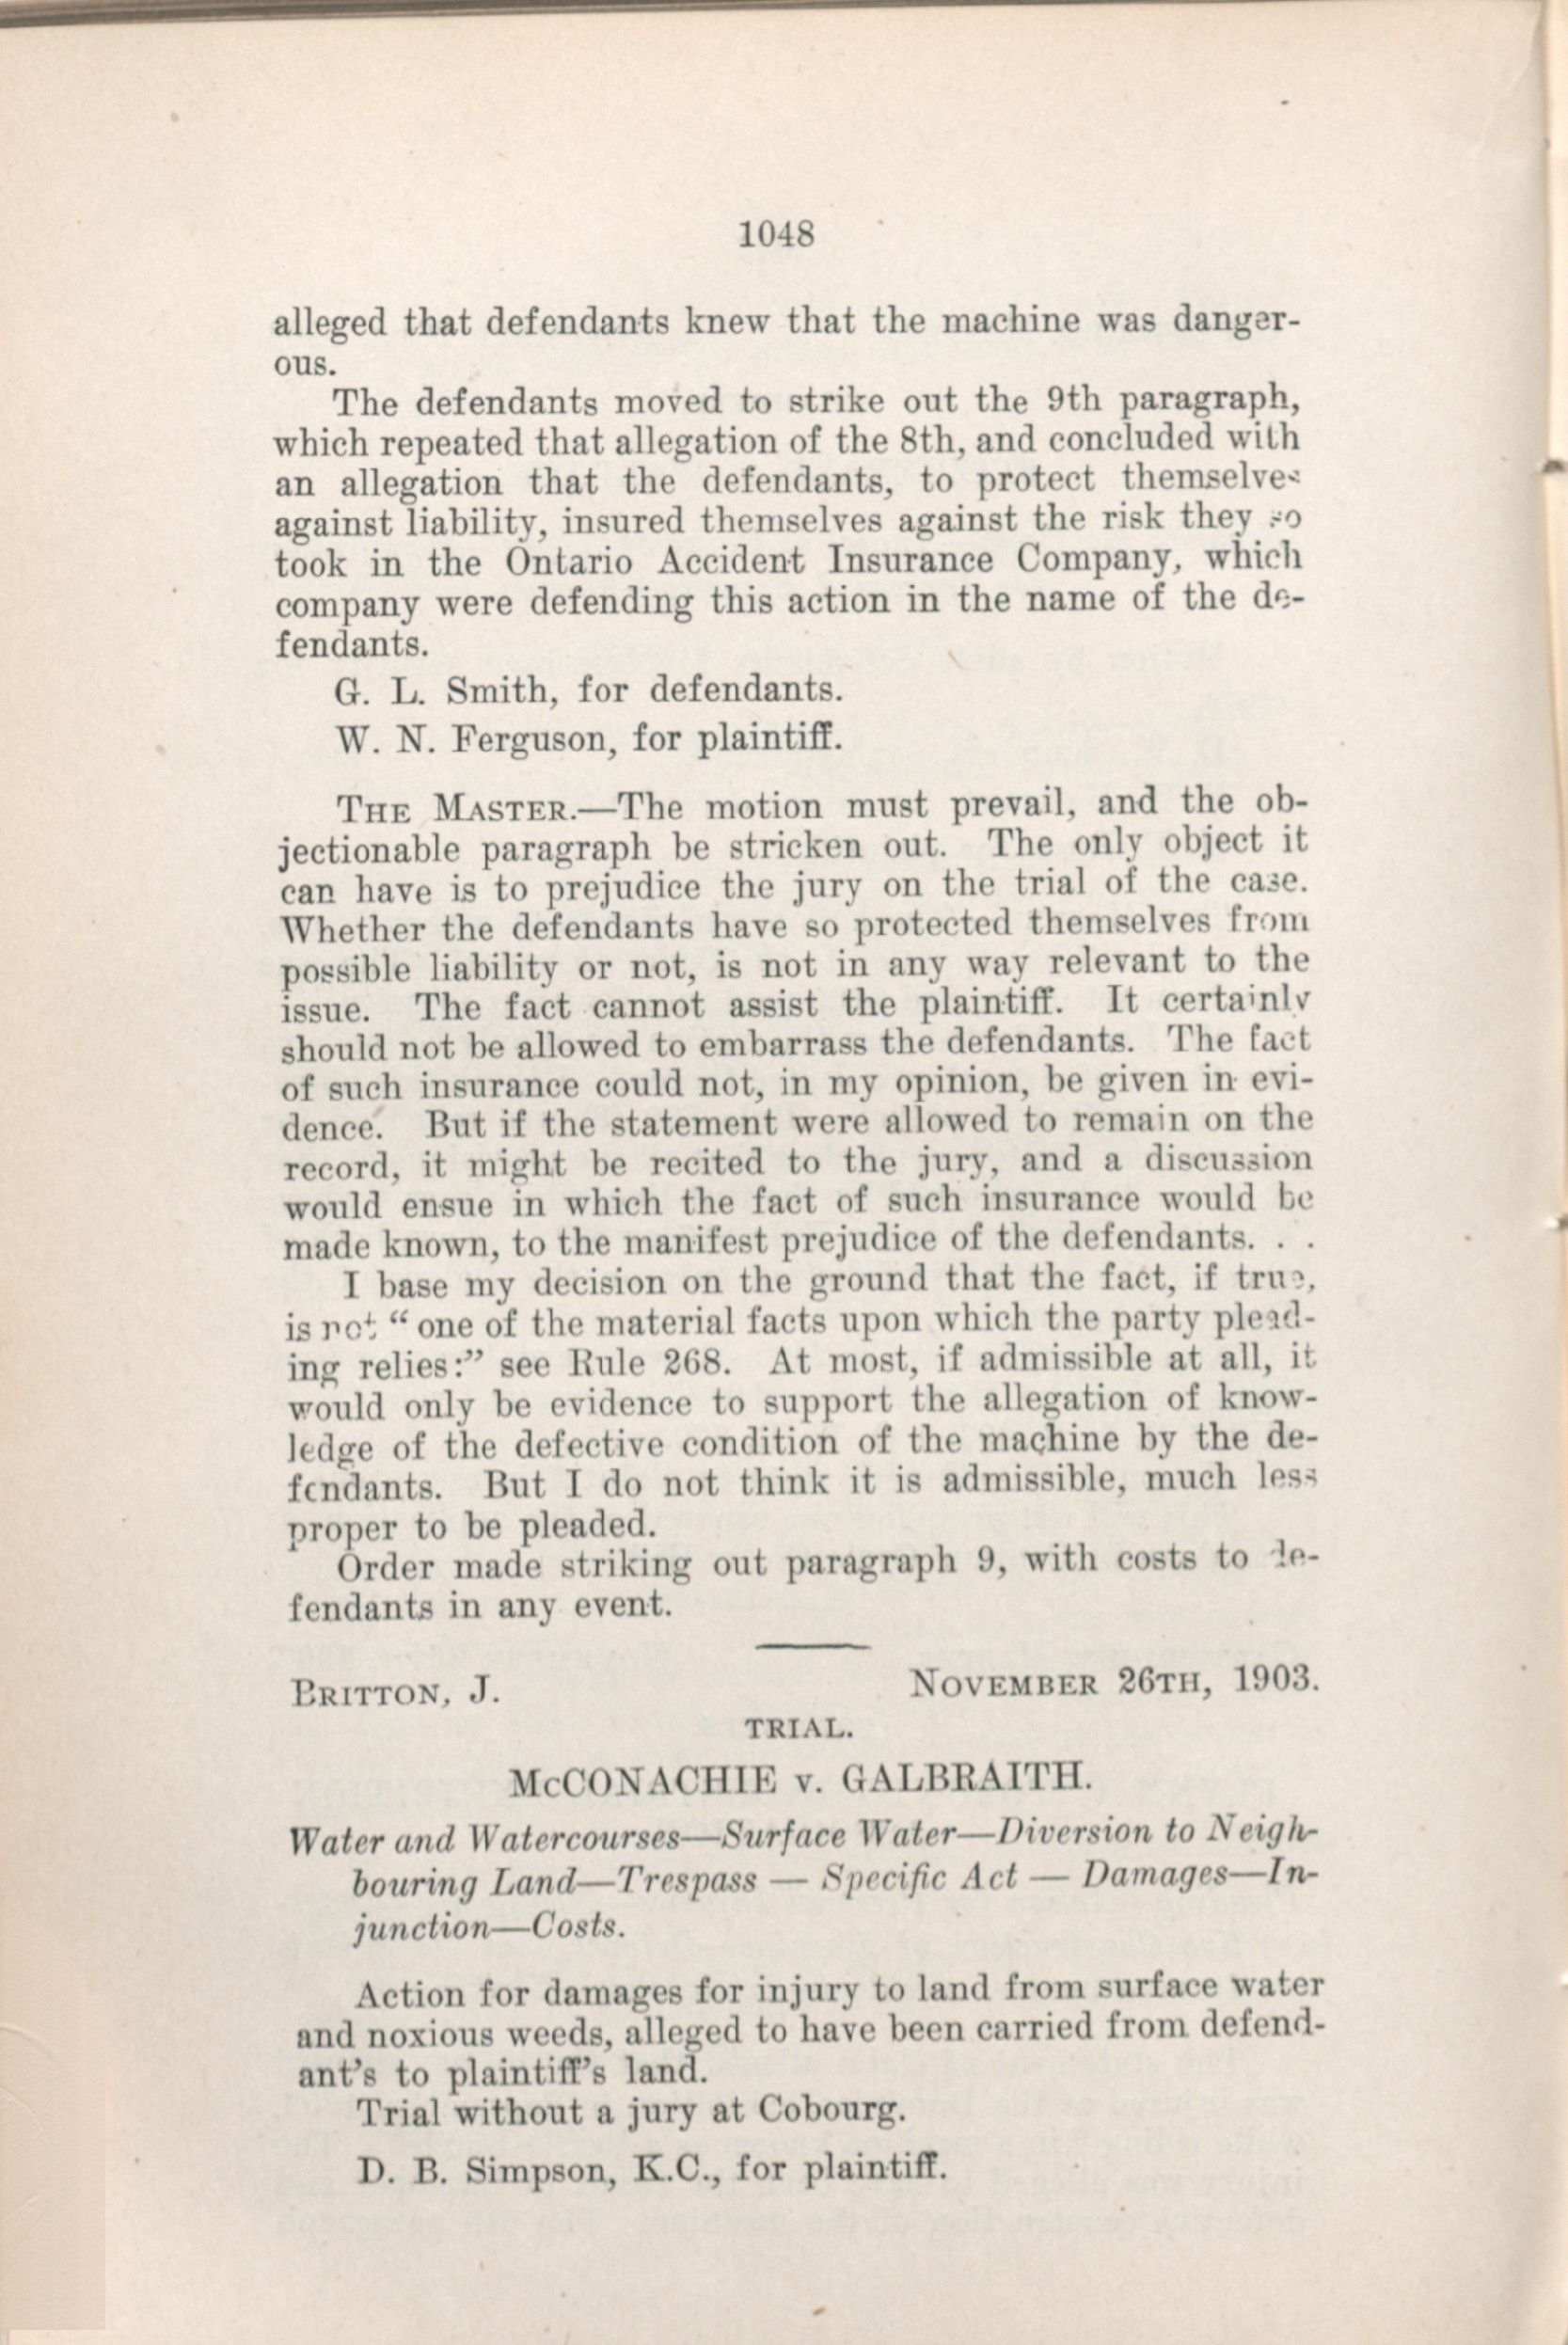 1048
alleged that defendants knew that the machine was danger-
ous.
The defendants moved to strike out the 9th paragraph,
which repeated that allegation of the 8th, and concluded with
an allegation that the defendants, to protect themselves
against liability, insured themselves against the risk they so
took in the Ontario Accident Insurance Company, which
company were defending this action in the name of the de-
fendants.
G. L. Smith, for defendants.
W. N. Ferguson, for plaintiff.
THE MASTER.—The motion must prevail, and the ob-
jectionable paragraph be stricken out. The only object it
can have is to prejudice the jury on the trial of the case.
Whether the defendants have so protected themselves from
possible liability or not, is not in any way relevant to the
issue. The fact cannot assist the plaintiff. It certainly
should not be allowed to embarrass the defendants. The fact
of such insurance could not, in my opinion, be given in evi-
dence. But if the statement were allowed to remain on the
record, it might be recited to the jury, and a discussion
would ensue in which the fact of such insurance would be
made known, to the manifest prejudice of the defendants. . .
I base my decision on the ground that the fact, if true,
is not “one of the material facts upon which the party plead-
ing relies:” see Rule 268. At most, if admissible at all, it
would only be evidence to support the allegation of know-
ledge of the defective condition of the machine by the de-
fendants. But I do not think it is admissible, much less
proper to be pleaded.
Order made striking out paragraph 9, with costs to de-
fendants in any event.
BRITTON, J. NOVEMBER 26TH, 1903.
TRIAL.
McCONACHIE v. GALBRAITH.
Water and Watercourses—Surface Water—Diversion to Neigh-
bouring Land—Trespass — Specific Act — Damages—In-
junction—Costs.
Action for damages for injury to land from surface water
and noxious weeds, alleged to have been carried from defend-
ant's to plaintiff's land.
Trial without a jury at Cobourg.
D. B. Simpson, K.C., for plaintiff.